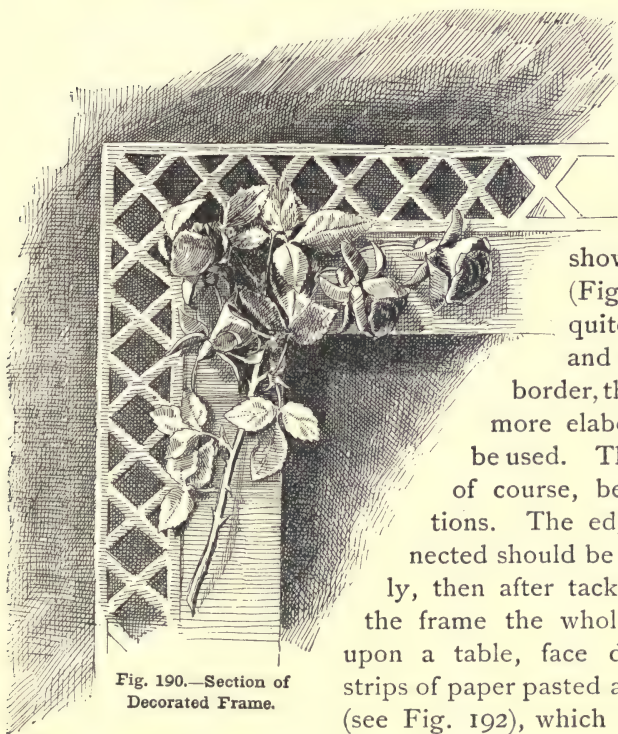 show
(Fig
quite
and
border, th
more elabo
be used. Th
of course, be
tions. The ed
nected should be
ly, then after tack
the frame the whol
upon a table, face d
strips of paper pasted a
(see Fig. 192), which
Fig. 190.—Section of
Decorated Frame.